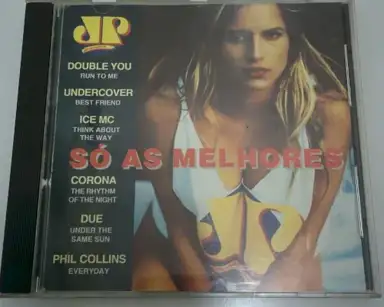 JP
DOUBLE YOU
RUN TO ME
UNDERCOVER
BEST FRIEND
ICE MC
THINK ABOUT
THE WAY
SÓ AS MELHORES
CORONA
THE RHYTHM
OF THE NIGHT
DUE
UNDER THE
SAME SUN
PHIL COLLINS
EVERYDAY
JP